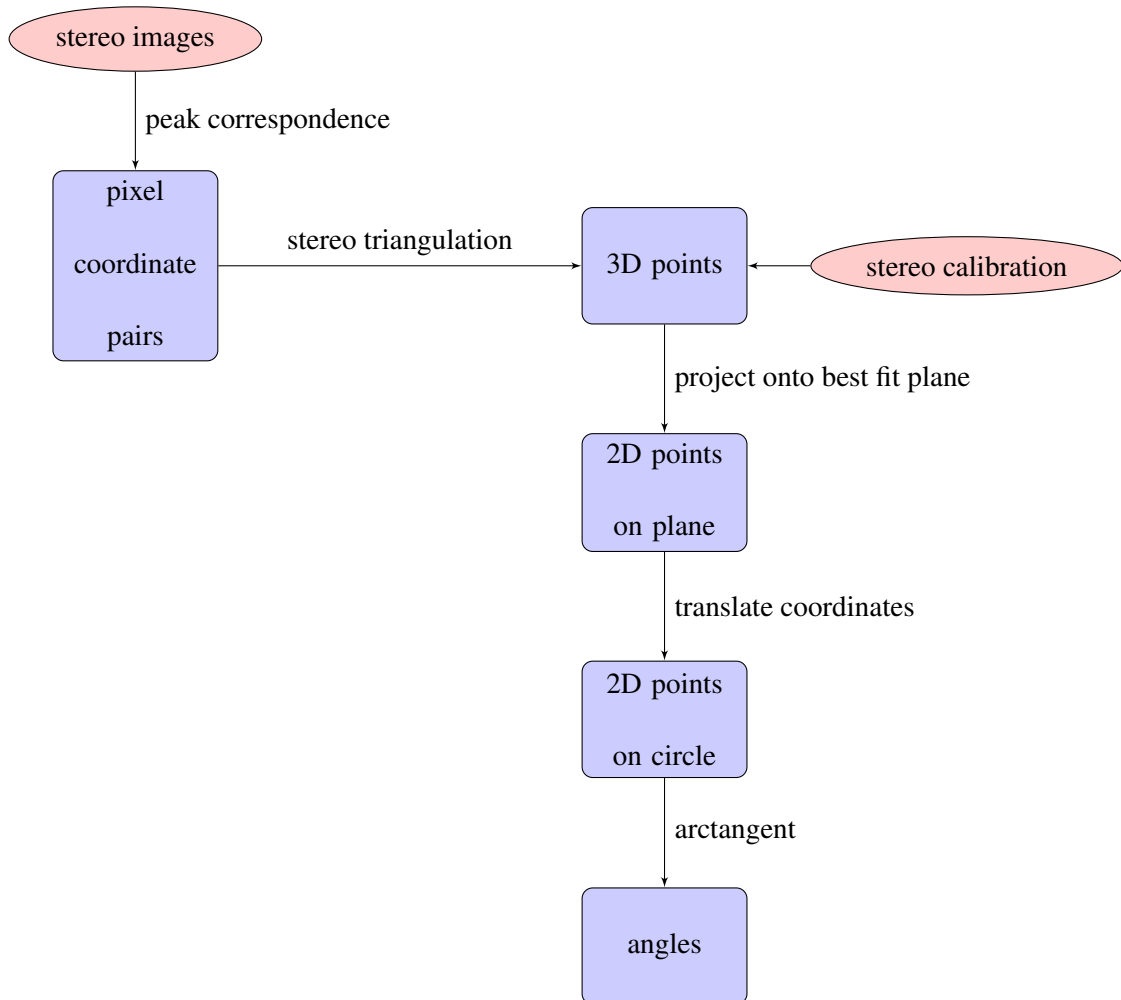 stereo images
peak correspondence
pixel
coordinate
pairs
stereo triangulation
3D points
stereo calibration
project onto best fit plane
2D points
on plane
translate coordinates
2D points
on circle
arctangent
angles